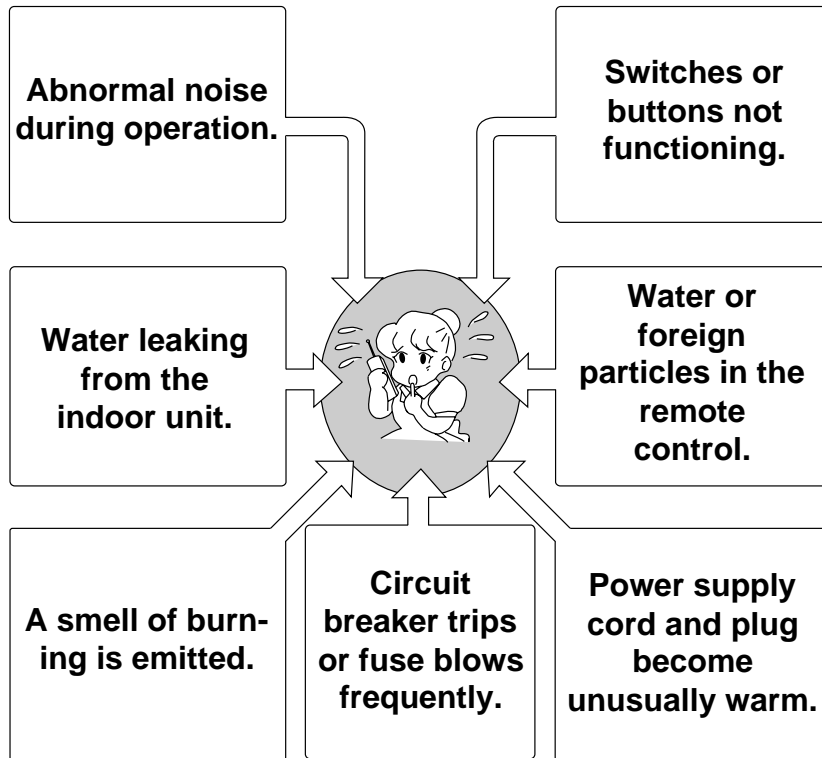 Abnormal noise
during operation.
Switches or
buttons not
functioning.
Water leaking
from the
indoor unit.
Water or
foreign
particles in the
remote
control.
A smell of burn-
ing is emitted.
Circuit
breaker trips
or fuse blows
frequently.
Power supply
cord and plug
become
unusually warm.